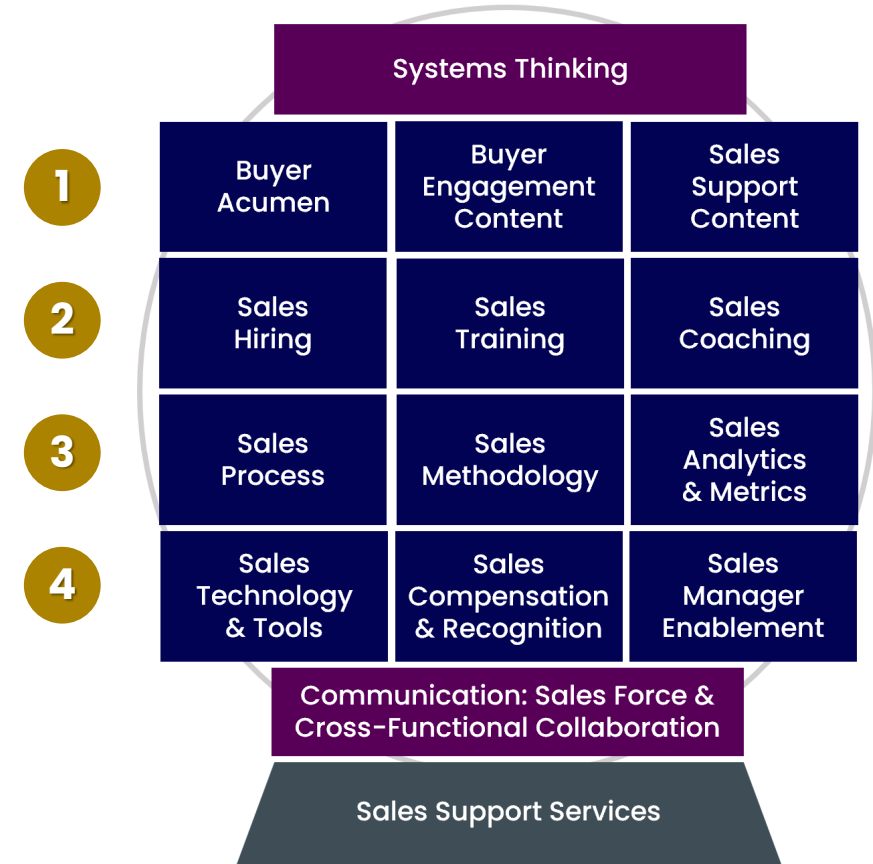 Systems Thinking
1
Buyer
Acumen
Buyer
Engagement
Content
Sales
Support
Content
2
Sales
Hiring
Sales
Training
Sales
Coaching
3
Sales
Process
Sales
Methodology
Sales
Analytics
& Metrics
4
Sales
Technology
& Tools
Sales
Compensation
& Recognition
Sales
Manager
Enablement
Communication: Sales Force &
Cross-Functional Collaboration
Sales Support Services